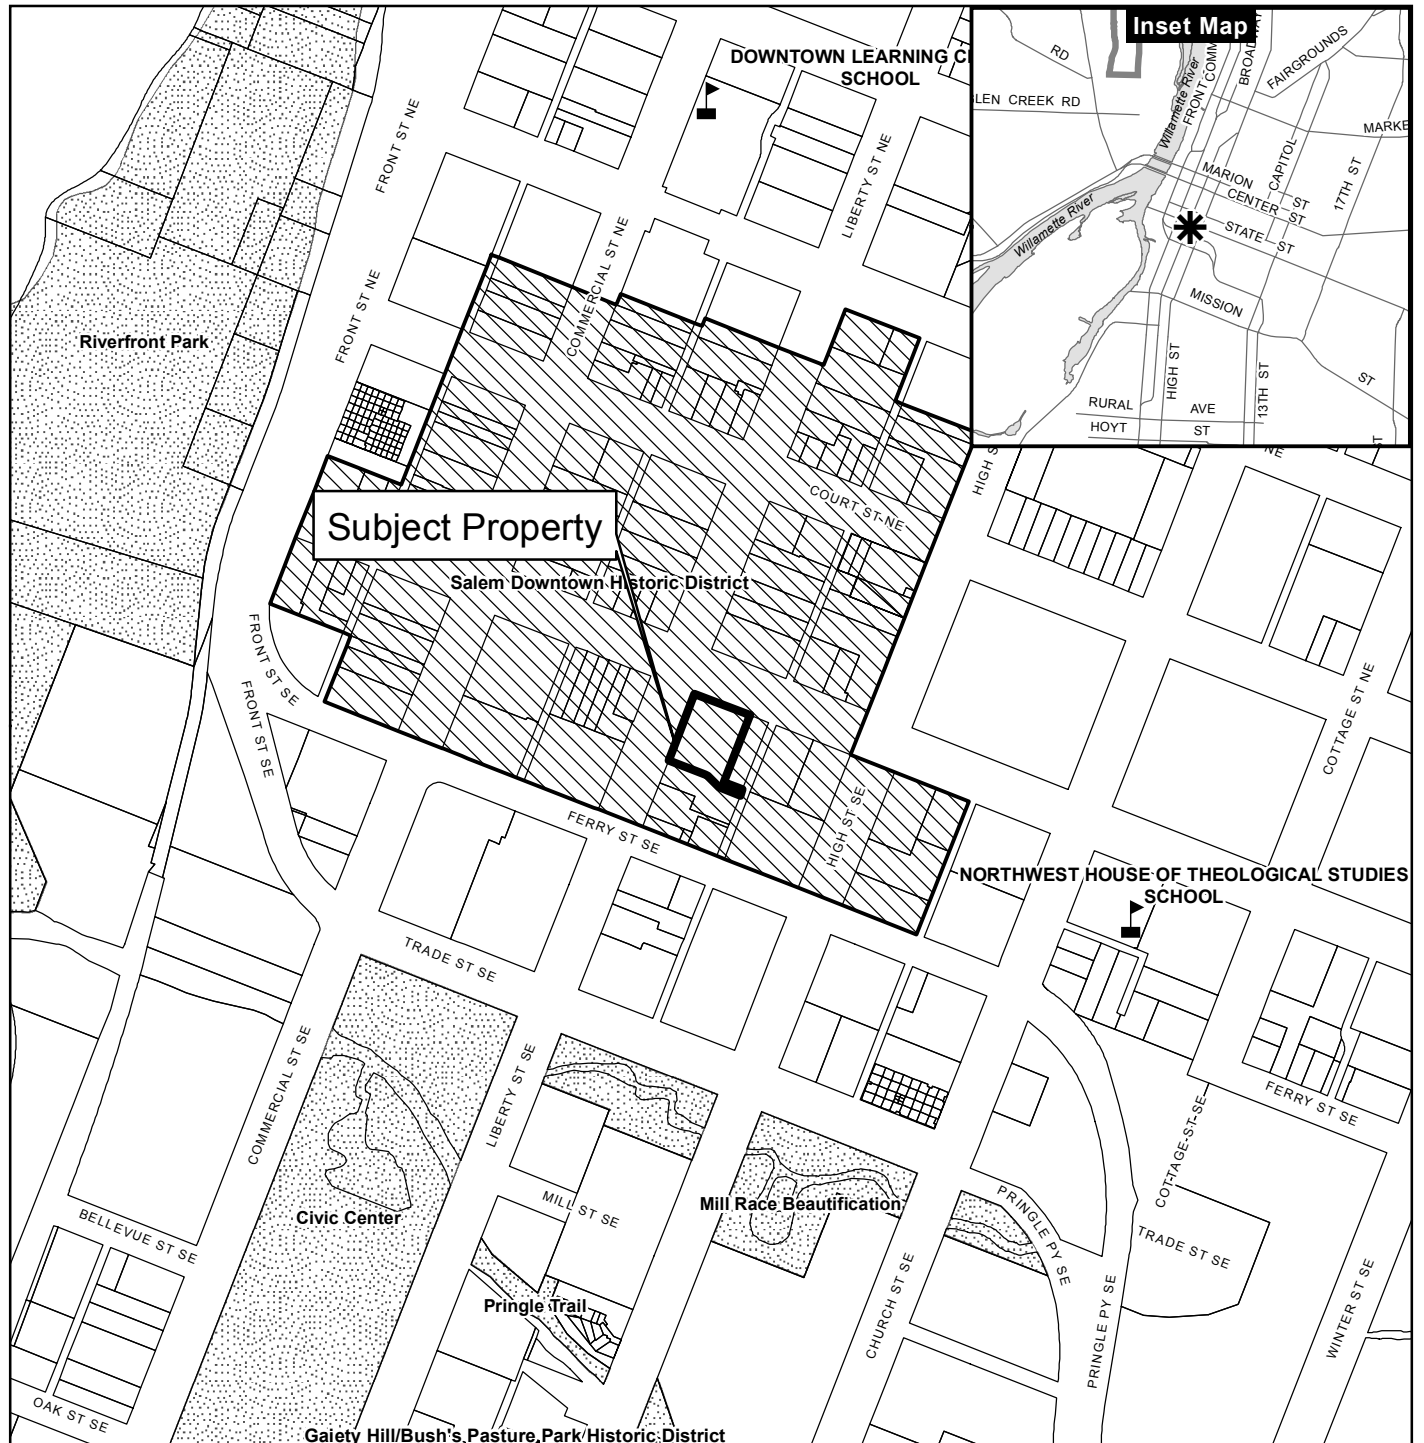 DOWNTOWN LEARNING
SCHOOL
Inset Map
RD
FAIRGROUNDS
Willamette River
FRONT
LEN CREEK RD
CAPITOL
17TH ST
MARION
ST
CENTER ST
Willamette River
STATE ST
MISSION
ST
HIGH ST
13TH ST
RURAL AVE
HOYT ST
FRONT ST NE
LIBERTY ST NE
COMMERCIAL ST NE
FRONT ST NE
Riverfront Park
HIGH S
NE
COURT ST NE
Subject Property
Salem Downtown Historic District
FRONT ST SE
FRONT ST SE
COTTAGE ST NE
HIGH ST SE
FERRY ST SE
NORTHWEST HOUSE OF THEOLOGICAL STUDIES
SCHOOL
TRADE ST SE
COMMERCIAL ST SE
LIBERTY ST SE
FERRY ST SE
COTTAGE ST SE
MILL ST SE
Mill Race Beautification
Civic Center
BELLEVUE ST SE
PRINGLE PY SE
TRADE ST SE
Pringle Trail
CHURCH ST SE
PRINGLE PY SE
WINTER ST SE
OAK ST SE
Gaiety Hill/Bush's Pasture Park Historic District